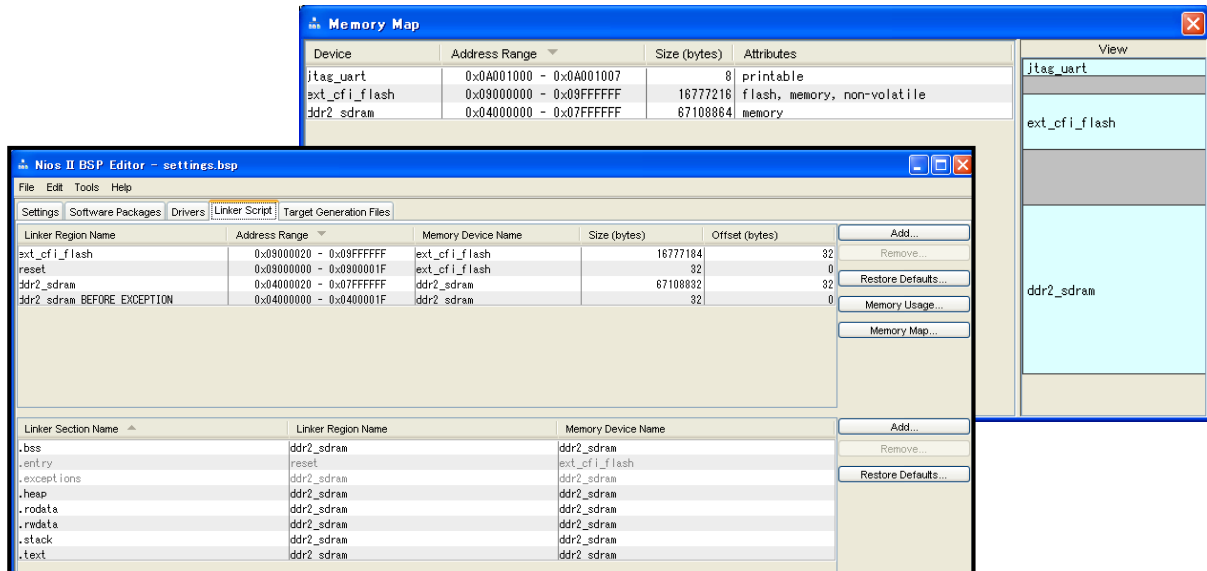 Memory Map
Device Address Range Size (bytes) Attributes
jtag_uart 0x0A001000 - 0x0A001007 8 printable
ext_cfi_flash 0x09000000 - 0x09FFFFFF 16777216 flash, memory, non-volatile
ddr2_sdram 0x04000000 - 0x07FFFFFF 67108864 memory
View
jtag_uart
ext_cfi_flash
ddr2_sdram
Nios II BSP Editor - settings.bsp
File Edit Tools Help
Settings Software Packages Drivers Linker Script Target Generation Files
Linker Region Name Address Range Memory Device Name Size (bytes) Offset (bytes)
ext_cfi_flash 0x09000020 - 0x09FFFFFF ext_cfi_flash 16777184 32
reset 0x09000000 - 0x0900001F ext_cfi_flash 32 0
ddr2_sdram 0x04000020 - 0x07FFFFFF ddr2_sdram 67108832 32
ddr2_sdram_BEFORE_EXCEPTION 0x04000000 - 0x0400001F ddr2_sdram 32 0
Add...
Remove...
Restore Defaults...
Memory Usage...
Memory Map...
Linker Section Name Linker Region Name Memory Device Name
.bss ddr2_sdram ddr2_sdram
.entry reset ext_cfi_flash
.exceptions ddr2_sdram ddr2_sdram
.heap ddr2_sdram ddr2_sdram
.rodata ddr2_sdram ddr2_sdram
.rwdata ddr2_sdram ddr2_sdram
.stack ddr2_sdram ddr2_sdram
.text ddr2_sdram ddr2_sdram
Add...
Remove...
Restore Defaults...